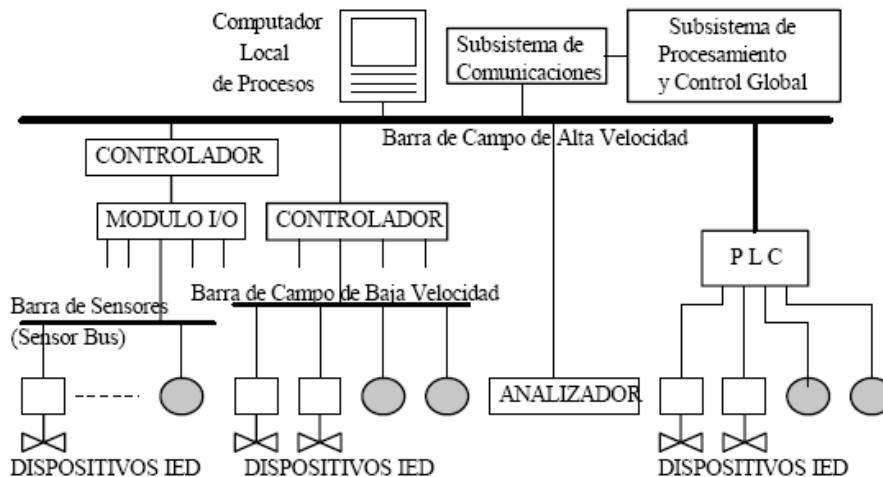 Computador
Local
de Procesos
Subsistema de
Comunicaciones
Subsistema de
Procesamiento
y Control Global
Barra de Campo de Alta Velocidad
CONTROLADOR
MODULO I/O
CONTROLADOR
P L C
Barra de Sensores
(Sensor Bus)
Barra de Campo de Baja Velocidad
ANALIZADOR
DISPOSITIVOS IED
DISPOSITIVOS IED
DISPOSITIVOS IED